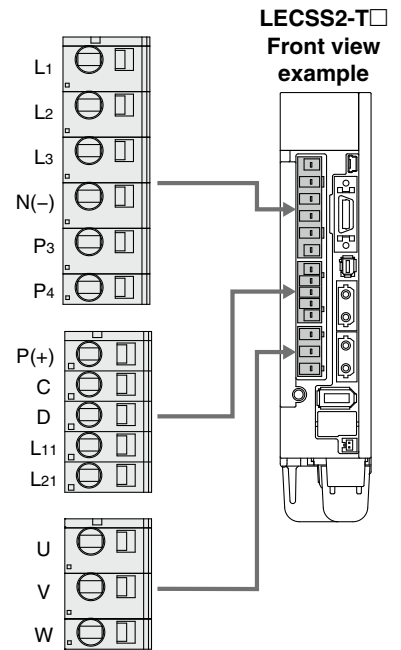 LECSS2-T□
Front view
example
L1
L2
L3
N(−)
P3
P4
P(+)
C
D
L11
L21
U
V
W